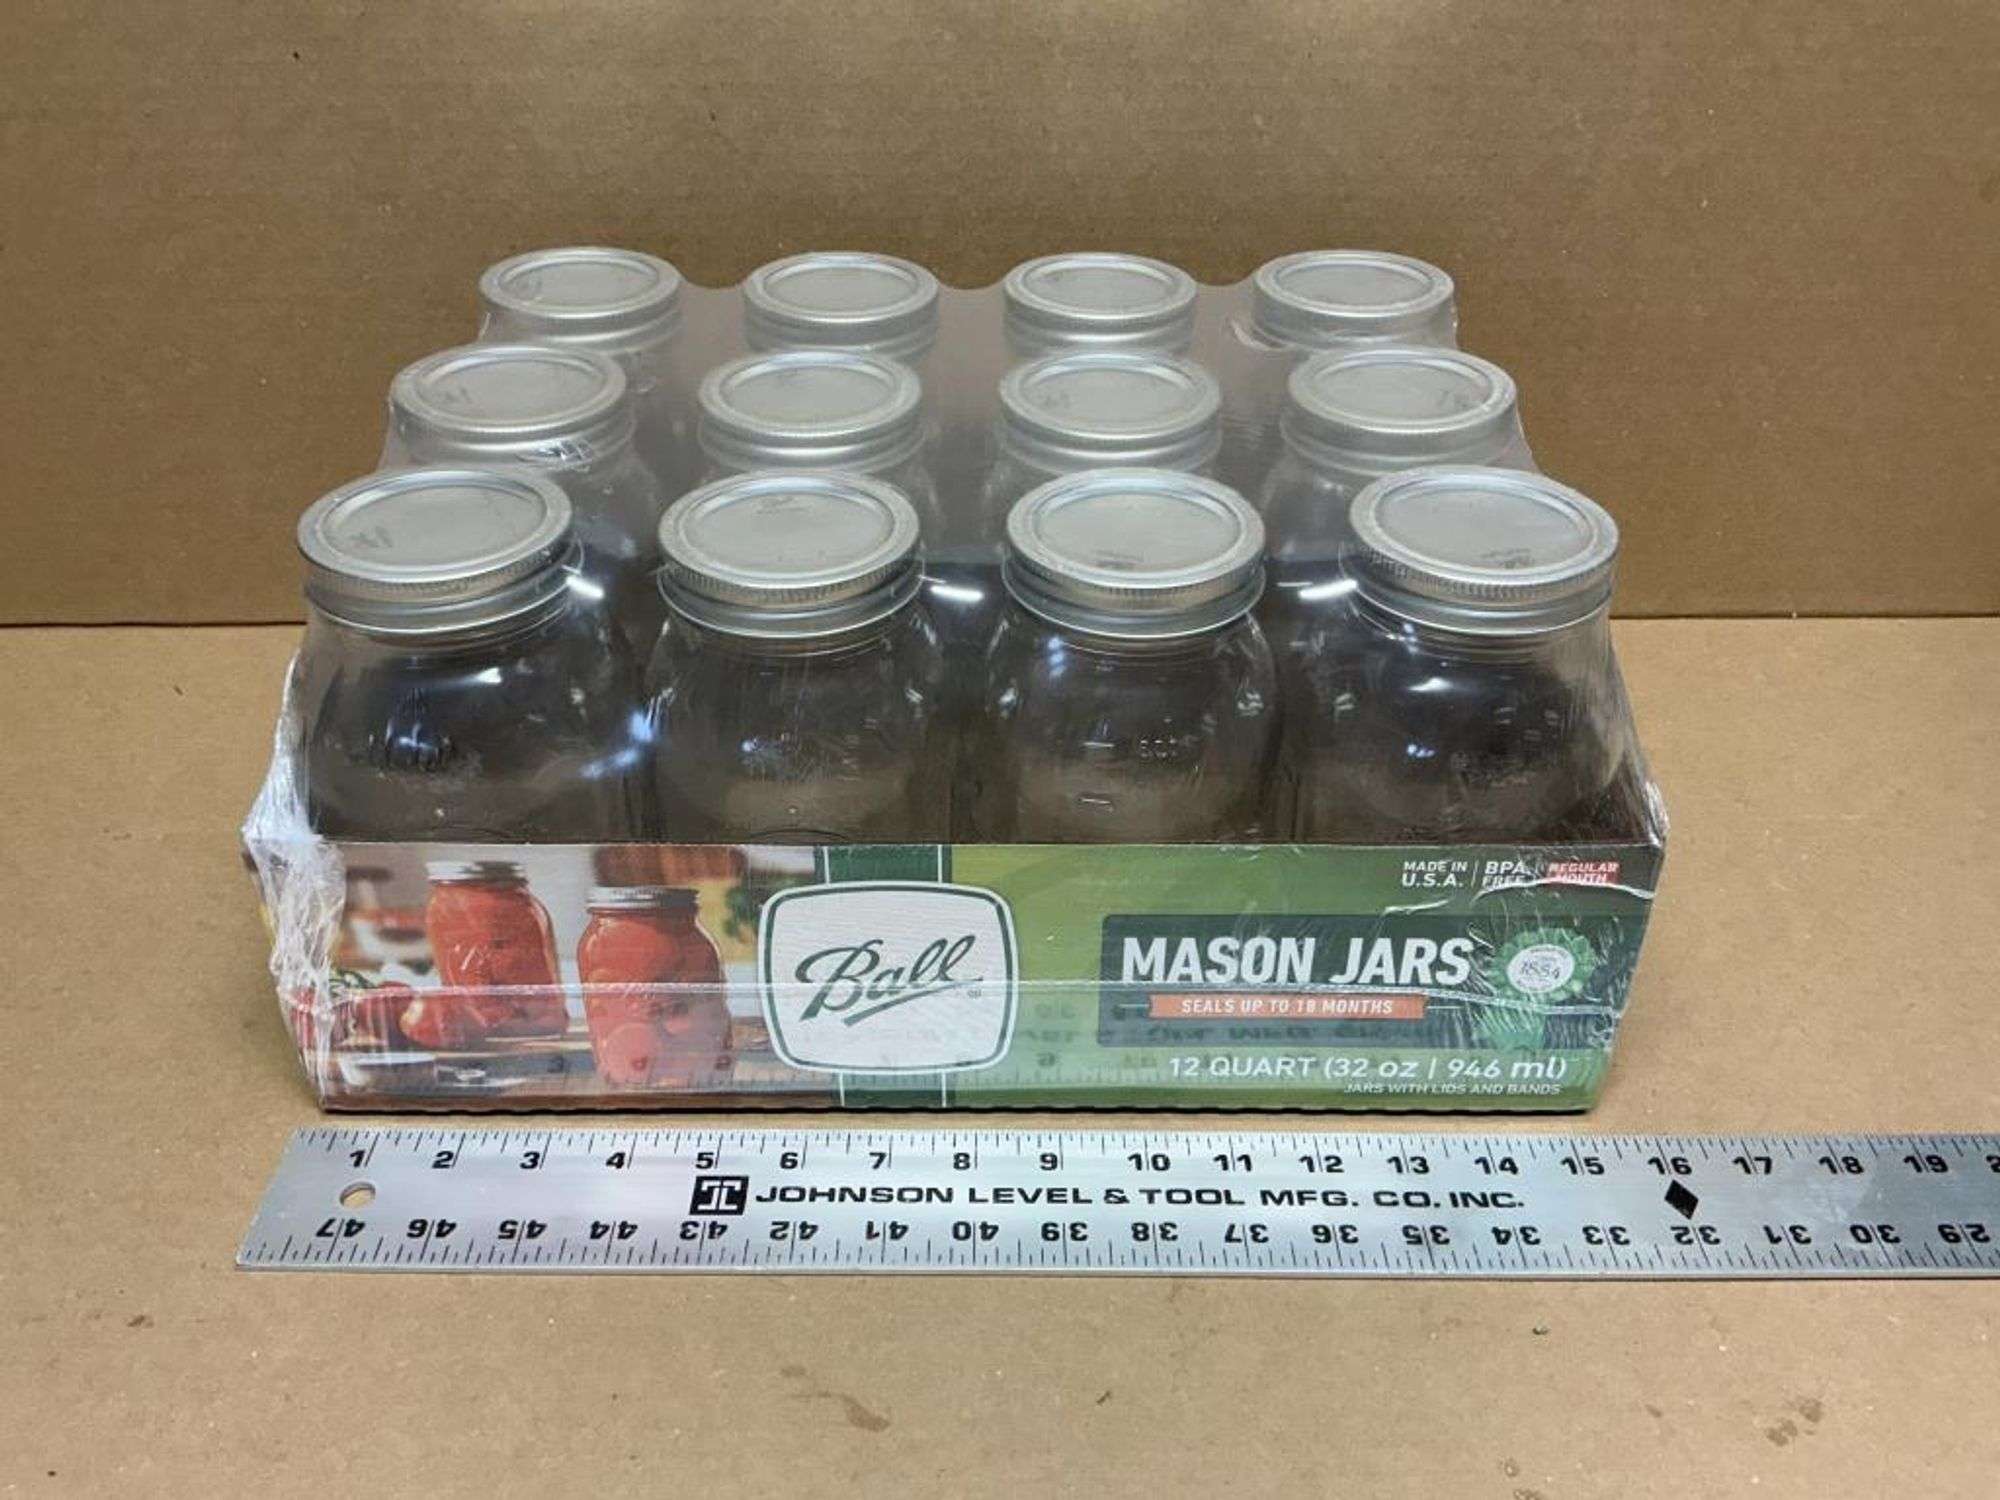 MADE IN U.S.A. | BPA FREE | REGULAR MOUTH
Ball
MASON JARS
1884
SEALS UP TO 18 MONTHS
12 QUART (32 oz | 946 ml)
JARS WITH LIDS AND BANDS
1 2 3 4 5 6 7 8 9 10 11 12 13 14 15 16 17 18 19
JOHNSON LEVEL & TOOL MFG. CO. INC.
47 46 45 44 43 42 41 40 39 38 37 36 35 34 33 32 31 30 29